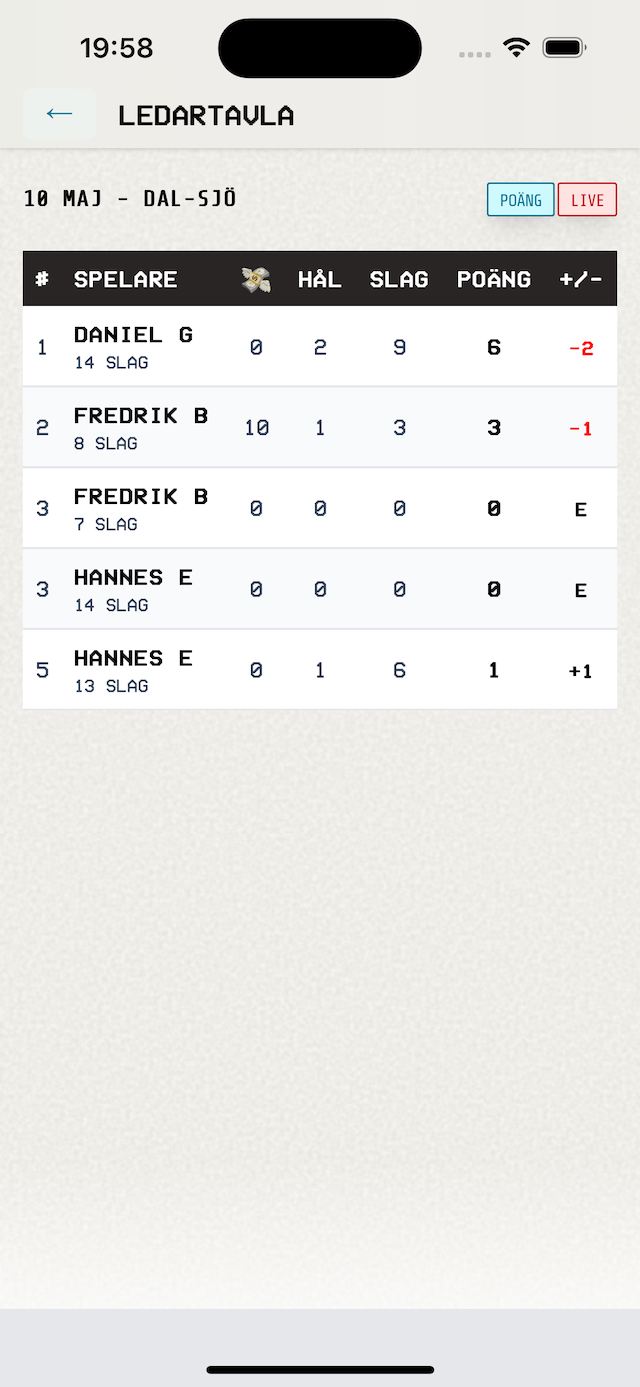 19:58
← LEDARTAVLA
10 MAJ - DAL-SJÖ POÄNG LIVE
# SPELARE 💸 HÅL SLAG POÄNG +/-
1 DANIEL G 0 2 9 6 -2
14 SLAG
2 FREDRIK B 10 1 3 3 -1
8 SLAG
3 FREDRIK B 0 0 0 0 E
7 SLAG
3 HANNES E 0 0 0 0 E
14 SLAG
5 HANNES E 0 1 6 1 +1
13 SLAG